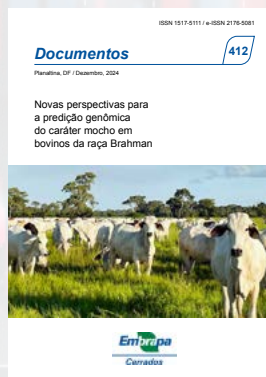 ISSN 1517-5111 / e-ISSN 2176-5081
Documentos
412
Planaltina, DF / Dezembro, 2024
Novas perspectivas para
a predição genômica
do caráter mocho em
bovinos da raça Brahman
Embrapa
Cerrados